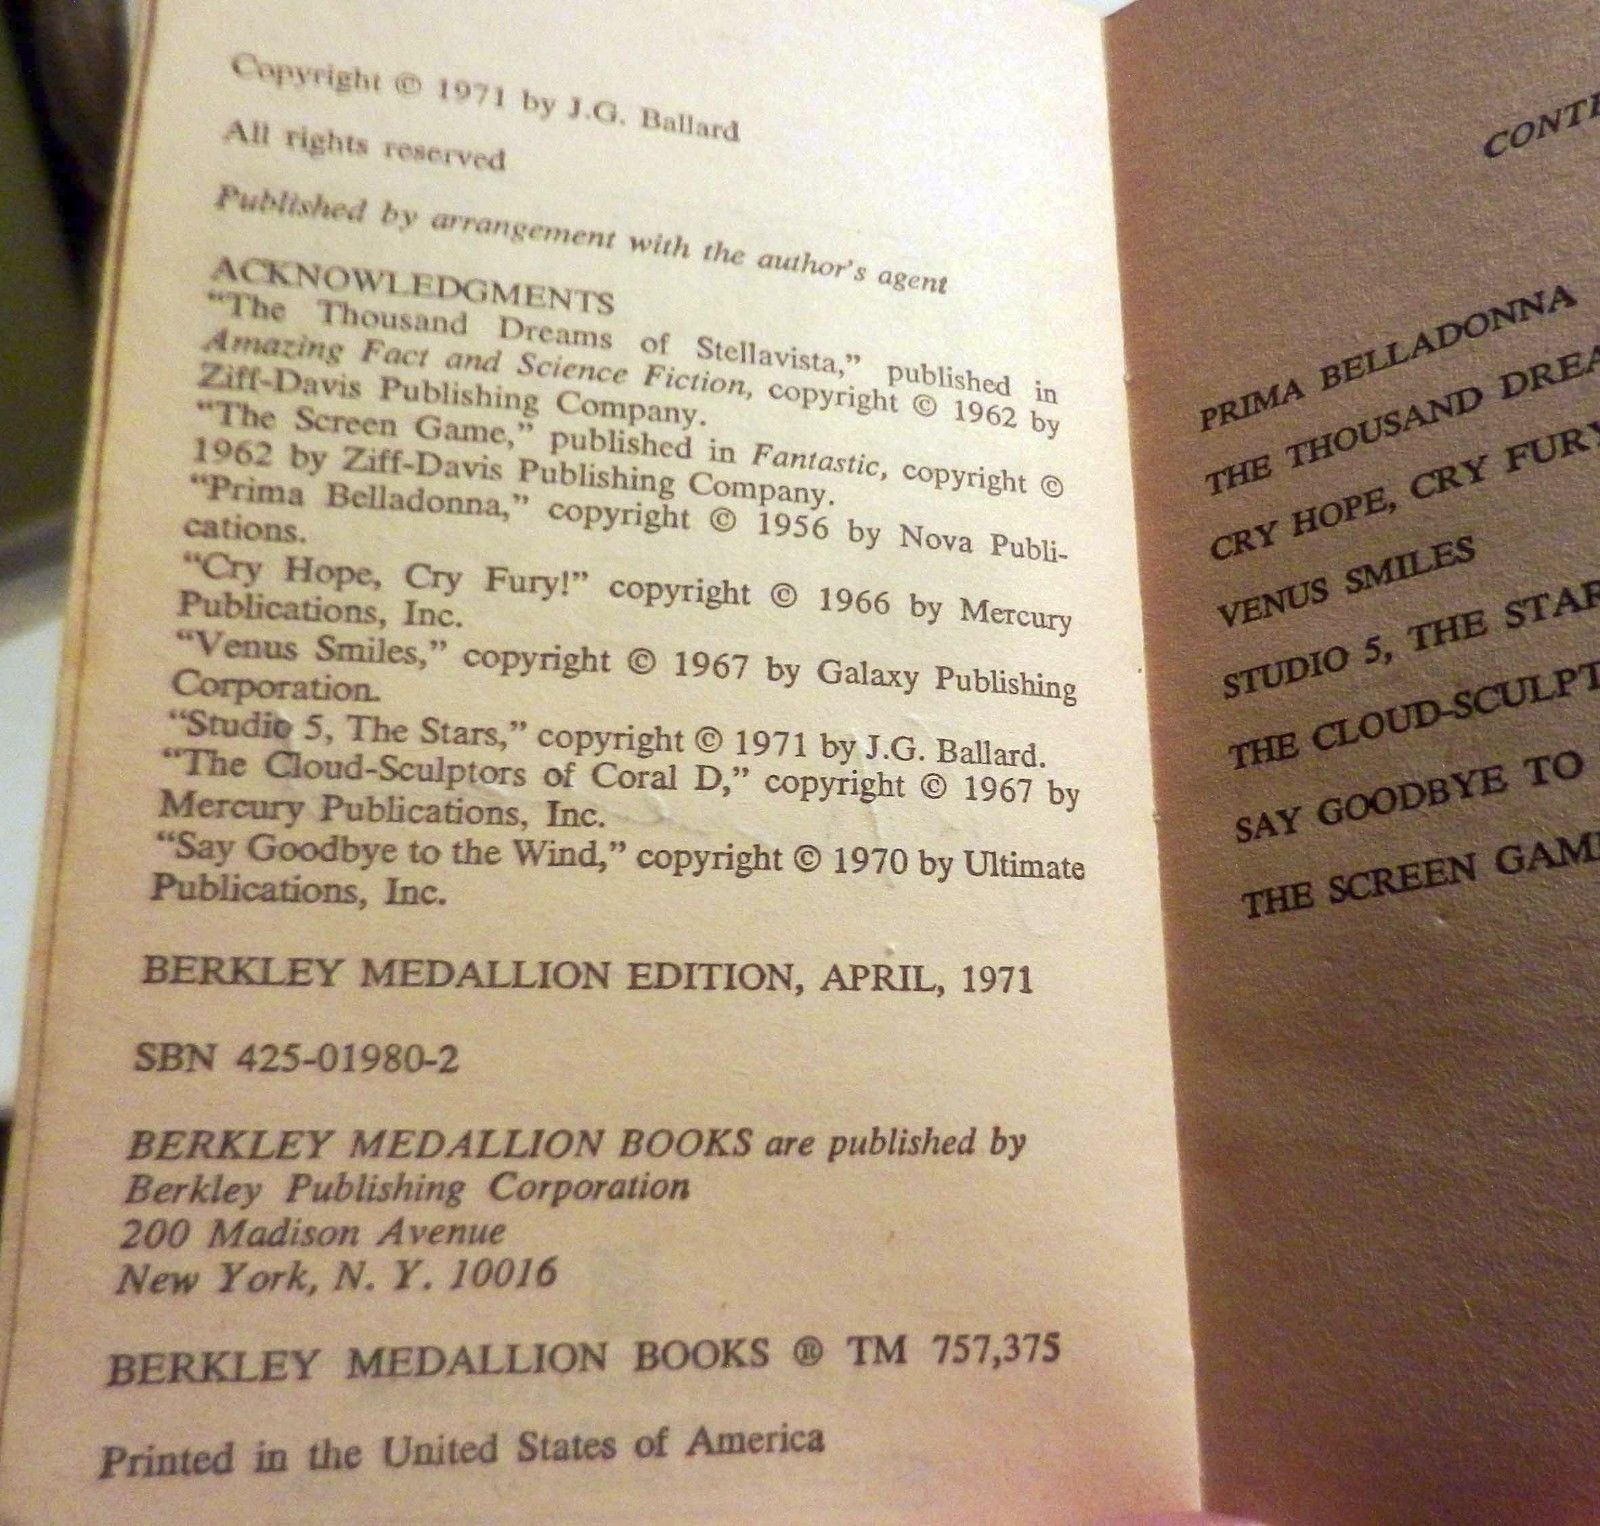 Copyright © 1971 by J.G. Ballard
All rights reserved
Published by arrangement with the author's agent
ACKNOWLEDGMENTS
"The Thousand Dreams of Stellavista," published in
Amazing Fact and Science Fiction, copyright © 1962 by
Ziff-Davis Publishing Company.
"The Screen Game," published in Fantastic, copyright ©
1962 by Ziff-Davis Publishing Company.
"Prima Belladonna," copyright © 1956 by Nova Publi-
cations.
"Cry Hope, Cry Fury!" copyright © 1966 by Mercury
Publications, Inc.
"Venus Smiles," copyright © 1967 by Galaxy Publishing
Corporation.
"Studio 5, The Stars," copyright © 1971 by J.G. Ballard.
"The Cloud-Sculptors of Coral D," copyright © 1967 by
Mercury Publications, Inc.
"Say Goodbye to the Wind," copyright © 1970 by Ultimate
Publications, Inc.
BERKLEY MEDALLION EDITION, APRIL, 1971
SBN 425-01980-2
BERKLEY MEDALLION BOOKS are published by
Berkley Publishing Corporation
200 Madison Avenue
New York, N. Y. 10016
BERKLEY MEDALLION BOOKS ® TM 757,375
Printed in the United States of America
CONTE
PRIMA BELLADONNA
THE THOUSAND DREA
CRY HOPE, CRY FURY
VENUS SMILES
STUDIO 5, THE STAR
THE CLOUD-SCULPT
SAY GOODBYE TO
THE SCREEN GAM